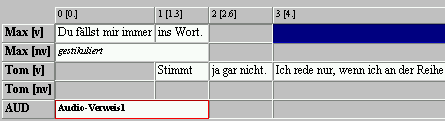 0 [0.] 1 [1.3] 2 [2.6] 3 [4.]
Max [v] Du fällst mir immer ins Wort.
Max [nv] gestikuliert
Tom [v] Stimmt ja gar nicht. Ich rede nur, wenn ich an der Reihe
Tom [nv]
AUD Audio-Verweis1